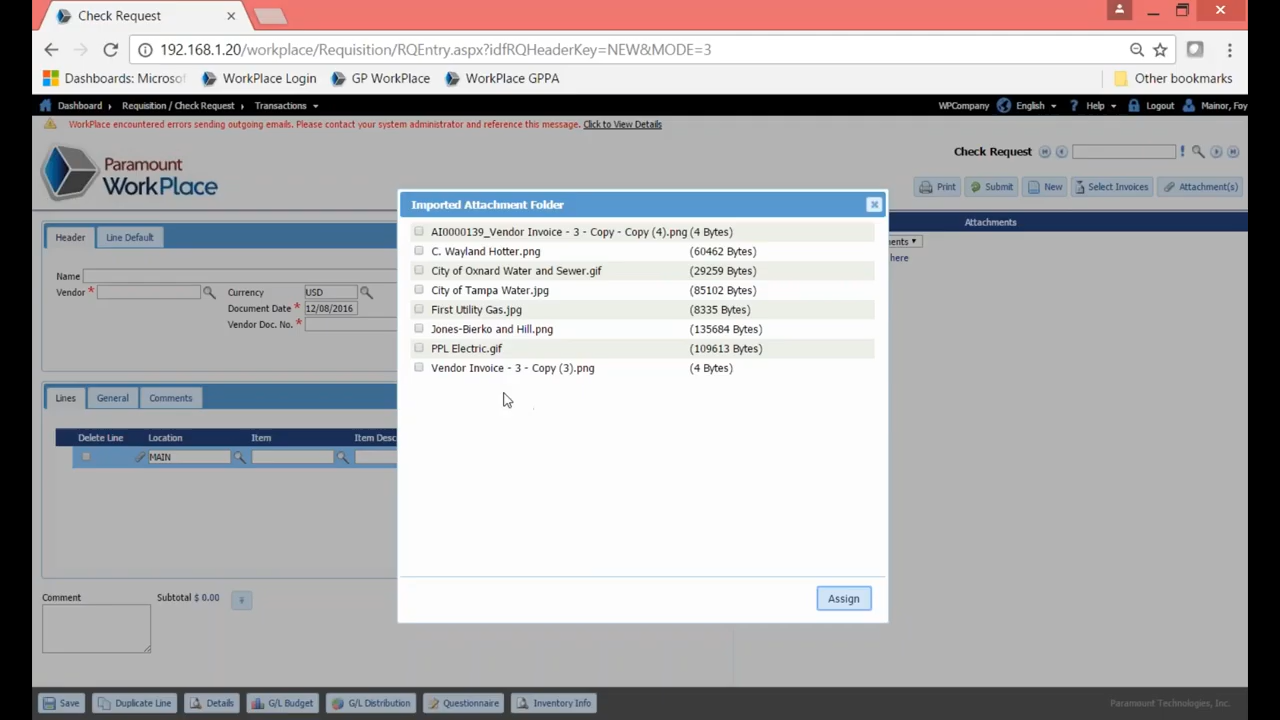 Check Request
192.168.1.20/workplace/Requisition/RQEntry.aspx?idfRQHeaderKey=NEW&MODE=3
Dashboards: Microsof WorkPlace Login GP WorkPlace WorkPlace GPPA Other bookmarks
Dashboard Requisition / Check Request Transactions WPCompany English Help Logout Mainor, Foy
WorkPlace encountered errors sending outgoing emails. Please contact your system administrator and reference this message. Click to View Details
Paramount
WorkPlace
Check Request
Print Submit New Select Invoices Attachment(s)
Imported Attachment Folder
Attachments
Header Line Default
AI0000139_Vendor Invoice - 3 - Copy - Copy (4).png (4 Bytes)
C. Wayland Hotter.png (60462 Bytes)
City of Oxnard Water and Sewer.gif (29259 Bytes)
City of Tampa Water.jpg (85102 Bytes)
First Utility Gas.jpg (8335 Bytes)
Jones-Bierko and Hill.png (135684 Bytes)
PPL Electric.gif (109613 Bytes)
Vendor Invoice - 3 - Copy (3).png (4 Bytes)
ents
here
Name
Vendor * Currency USD
Document Date * 12/08/2016
Vendor Doc. No. *
Lines General Comments
Delete Line Location Item Item Desc
MAIN
Assign
Comment Subtotal $ 0.00
Save Duplicate Line Details G/L Budget G/L Distribution Questionnaire Inventory Info
Paramount Technologies, Inc.